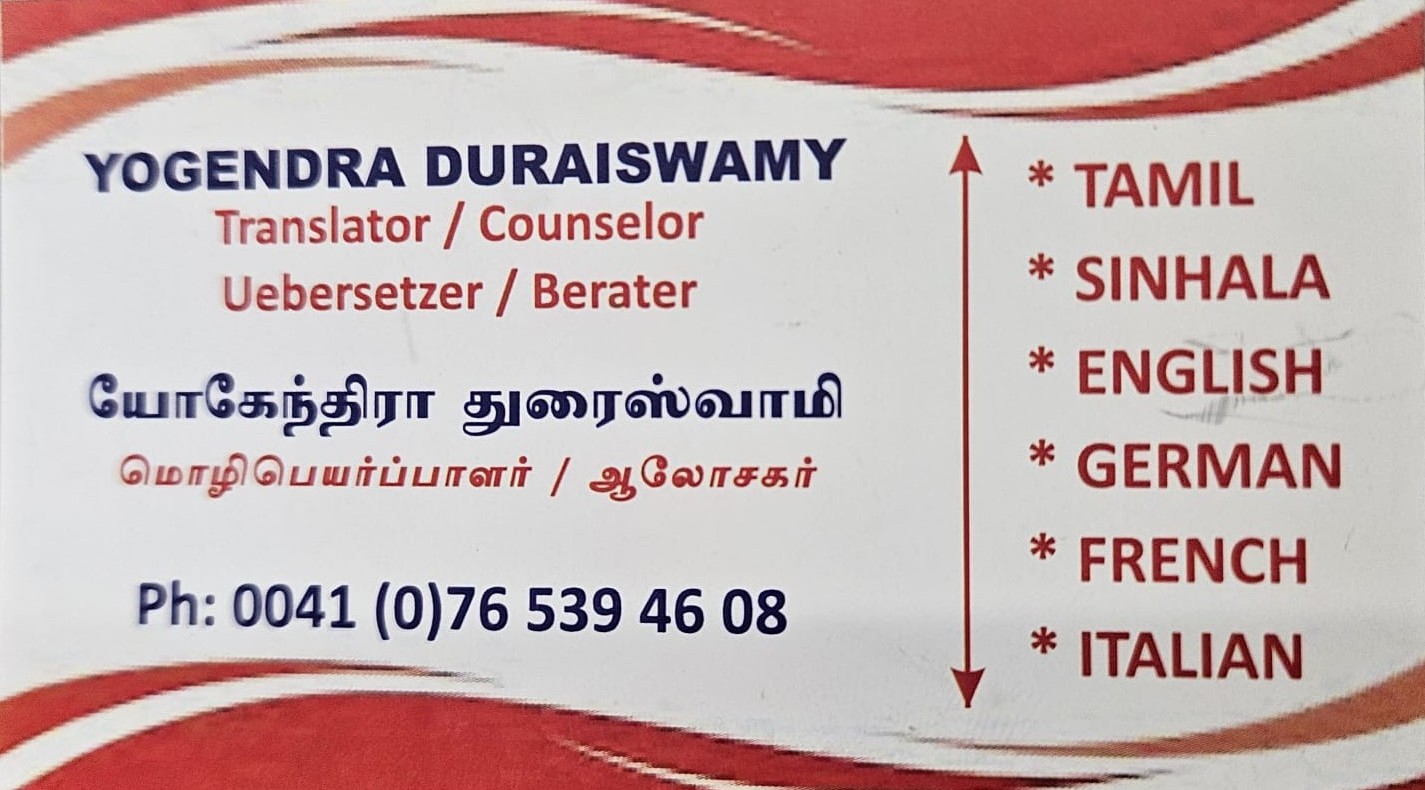 YOGENDRA DURAISWAMY
Translator / Counselor
Uebersetzer / Berater
யோகேந்திரா துரைஸ்வாமி
மொழிபெயர்ப்பாளர் / ஆலோசகர்
Ph: 0041 (0)76 539 46 08
* TAMIL
* SINHALA
* ENGLISH
* GERMAN
* FRENCH
* ITALIAN